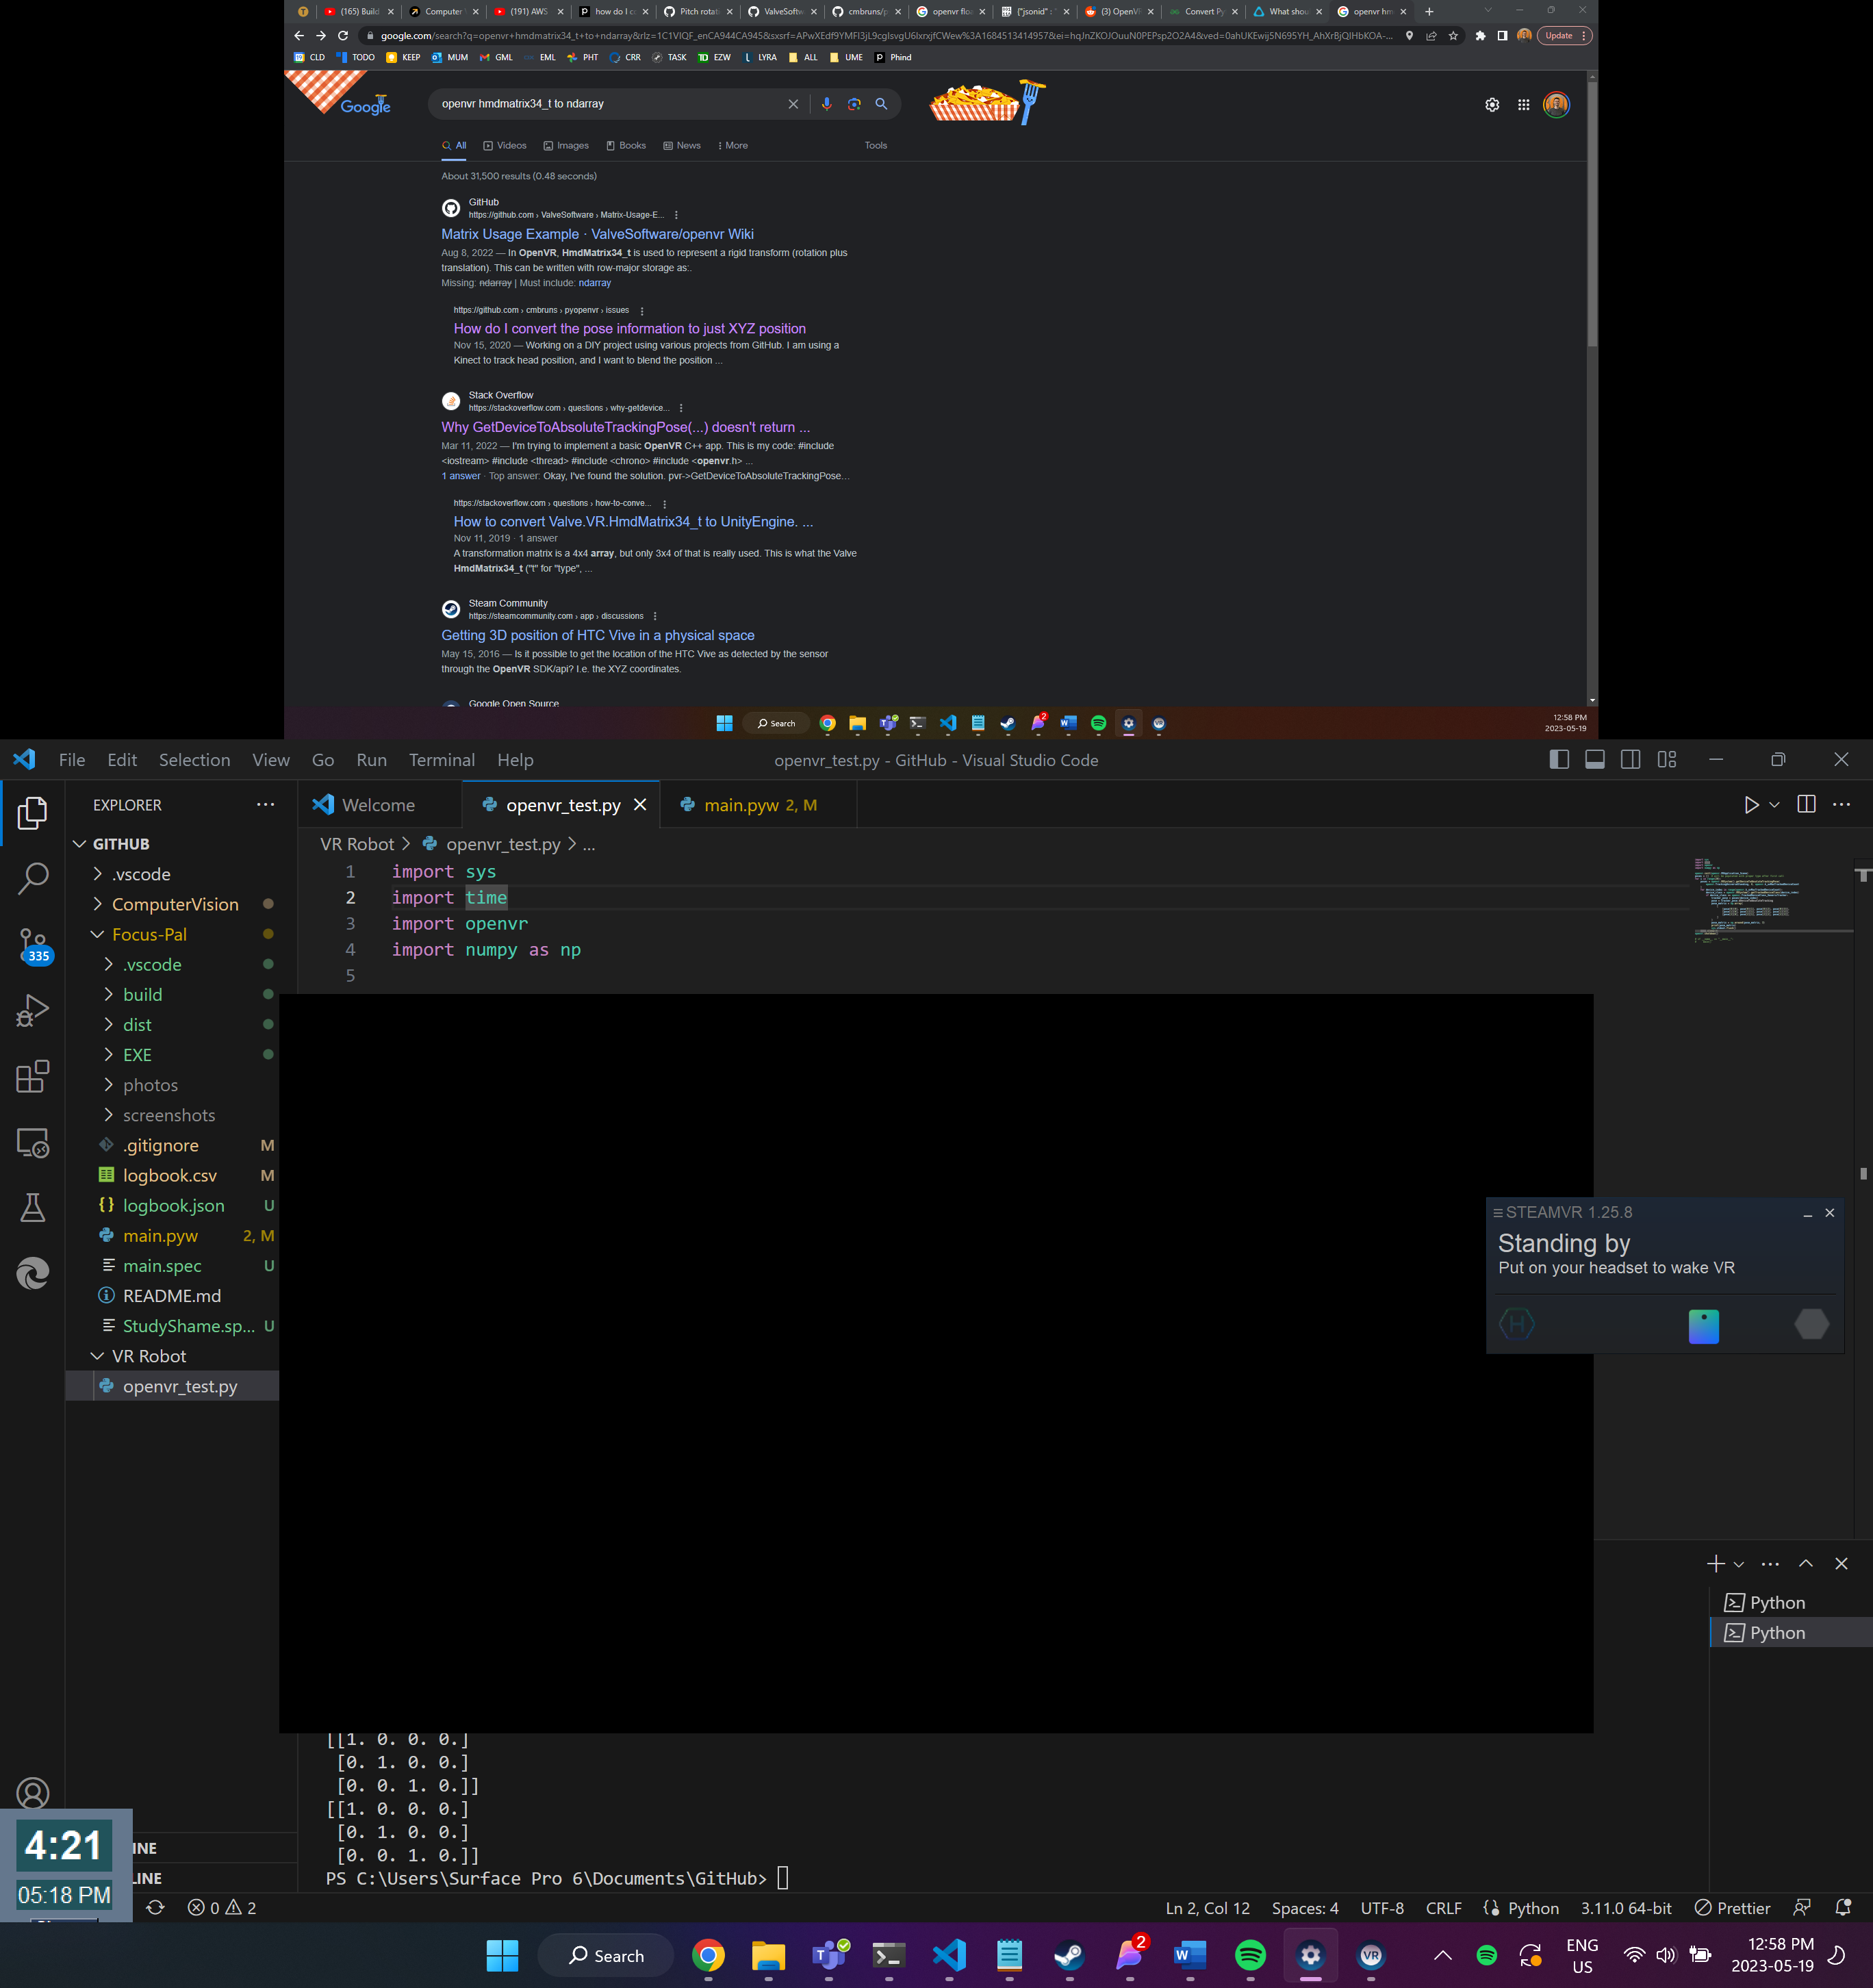 (165) Build
Computer
(191) AWS
how do I c
Pitch rotati
ValveSoftw
cmbruns/p
openvr floa
{"jsonid" : "
(3) OpenVR
Convert Py
What shou
openvr hm
google.com/search?q=openvr+hmdmatrix34_t+to+ndarray&rlz=1C1VIQF_enCA944CA945&sxsrf=
Update
CLD
TODO
KEEP
MUM
GML
EML
PHT
CRR
TASK
EZW
LYRA
ALL
UME
Phind
Google
openvr hmdmatrix34_t to ndarray
All
Videos
Images
Books
News
More
Tools
About 31,500 results (0.48 seconds)
GitHub
https://github.com › ValveSoftware › Matrix-Usage-E...
Matrix Usage Example · ValveSoftware/openvr Wiki
Aug 8, 2022 — In OpenVR, HmdMatrix34_t is used to represent a rigid transform (rotation plus
translation). This can be written with row-major storage as:.
Missing: ndarray | Must include: ndarray
https://github.com › cmbruns › pyopenvr › issues
How do I convert the pose information to just XYZ position
Nov 15, 2020 — Working on a DIY project using various projects from GitHub. I am using a
Kinect to track head position, and I want to blend the position ...
Stack Overflow
https://stackoverflow.com › questions › why-getdevice...
Why GetDeviceToAbsoluteTrackingPose(...) doesn't return ...
Mar 11, 2022 — I'm trying to implement a basic OpenVR C++ app. This is my code: #include
<iostream> #include <thread> #include <chrono> #include <openvr.h> ...
1 answer · Top answer: Okay, I've found the solution. pvr->GetDeviceToAbsoluteTrackingPose...
https://stackoverflow.com › questions › how-to-conve...
How to convert Valve.VR.HmdMatrix34_t to UnityEngine. ...
Nov 11, 2019 · 1 answer
A transformation matrix is a 4x4 array, but only 3x4 of that is really used. This is what the Valve
HmdMatrix34_t ("t" for "type", ...
Steam Community
https://steamcommunity.com › app › discussions
Getting 3D position of HTC Vive in a physical space
May 15, 2016 — Is it possible to get the location of the HTC Vive as detected by the sensor
through the OpenVR SDK/api? I.e. the XYZ coordinates.
Google Open Source
Search
2
12:58 PM
2023-05-19
File Edit Selection View Go Run Terminal Help
openvr_test.py - GitHub - Visual Studio Code
EXPLORER
Welcome
openvr_test.py
main.pyw 2, M
GITHUB
VR Robot > openvr_test.py > ...
.vscode
ComputerVision
Focus-Pal
.vscode
build
dist
EXE
photos
screenshots
.gitignore M
logbook.csv M
logbook.json U
main.pyw 2, M
main.spec U
README.md
StudyShame.sp... U
VR Robot
openvr_test.py
335
1 import sys
2 import time
3 import openvr
4 import numpy as np
5
STEAMVR 1.25.8
Standing by
Put on your headset to wake VR
Python
Python
[[1. 0. 0. 0.]
[0. 1. 0. 0.]
[0. 0. 1. 0.]]
[[1. 0. 0. 0.]
[0. 1. 0. 0.]
[0. 0. 1. 0.]]
PS C:\Users\Surface Pro 6\Documents\GitHub>
4:21
05:18 PM
INE
LINE
0 2
Ln 2, Col 12
Spaces: 4
UTF-8
CRLF
Python
3.11.0 64-bit
Prettier
Search
2
ENG
US
12:58 PM
2023-05-19